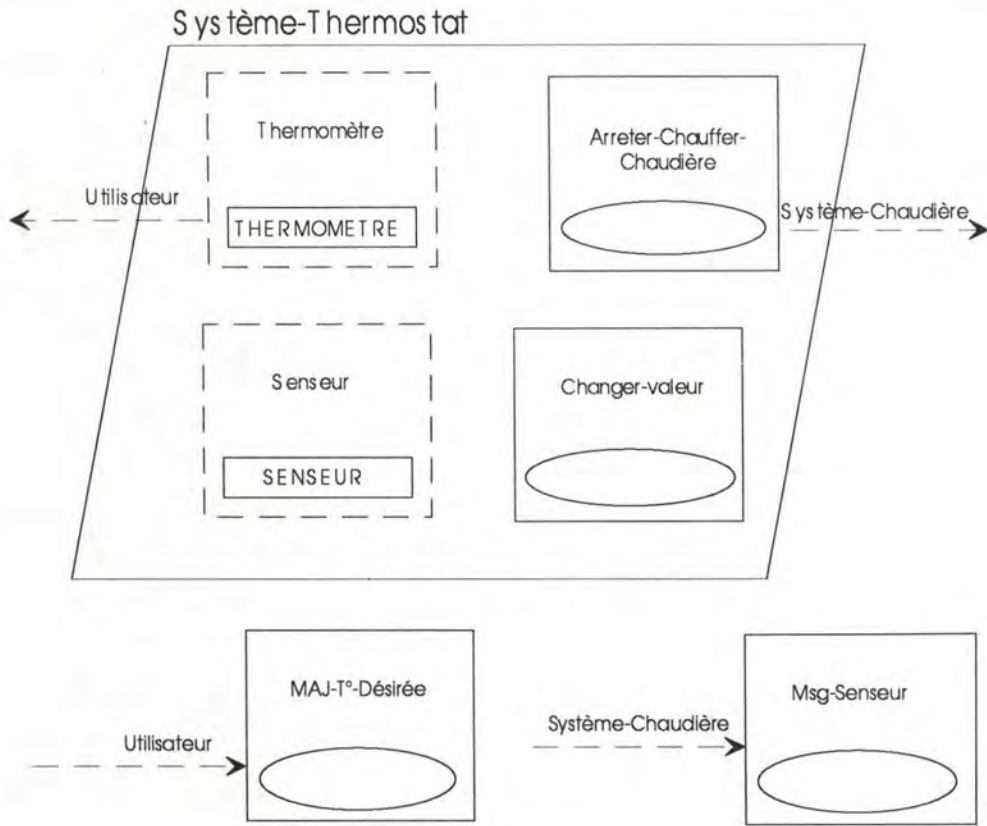 Système-Thermostat
Thermomètre
Arreter-Chauffer-
Chaudière
Utilisateur
THERMOMETRE
Système-Chaudière
Senseur
Changer-valeur
SENSEUR
MAJ-T°-Désirée
Msg-Senseur
Utilisateur
Système-Chaudière